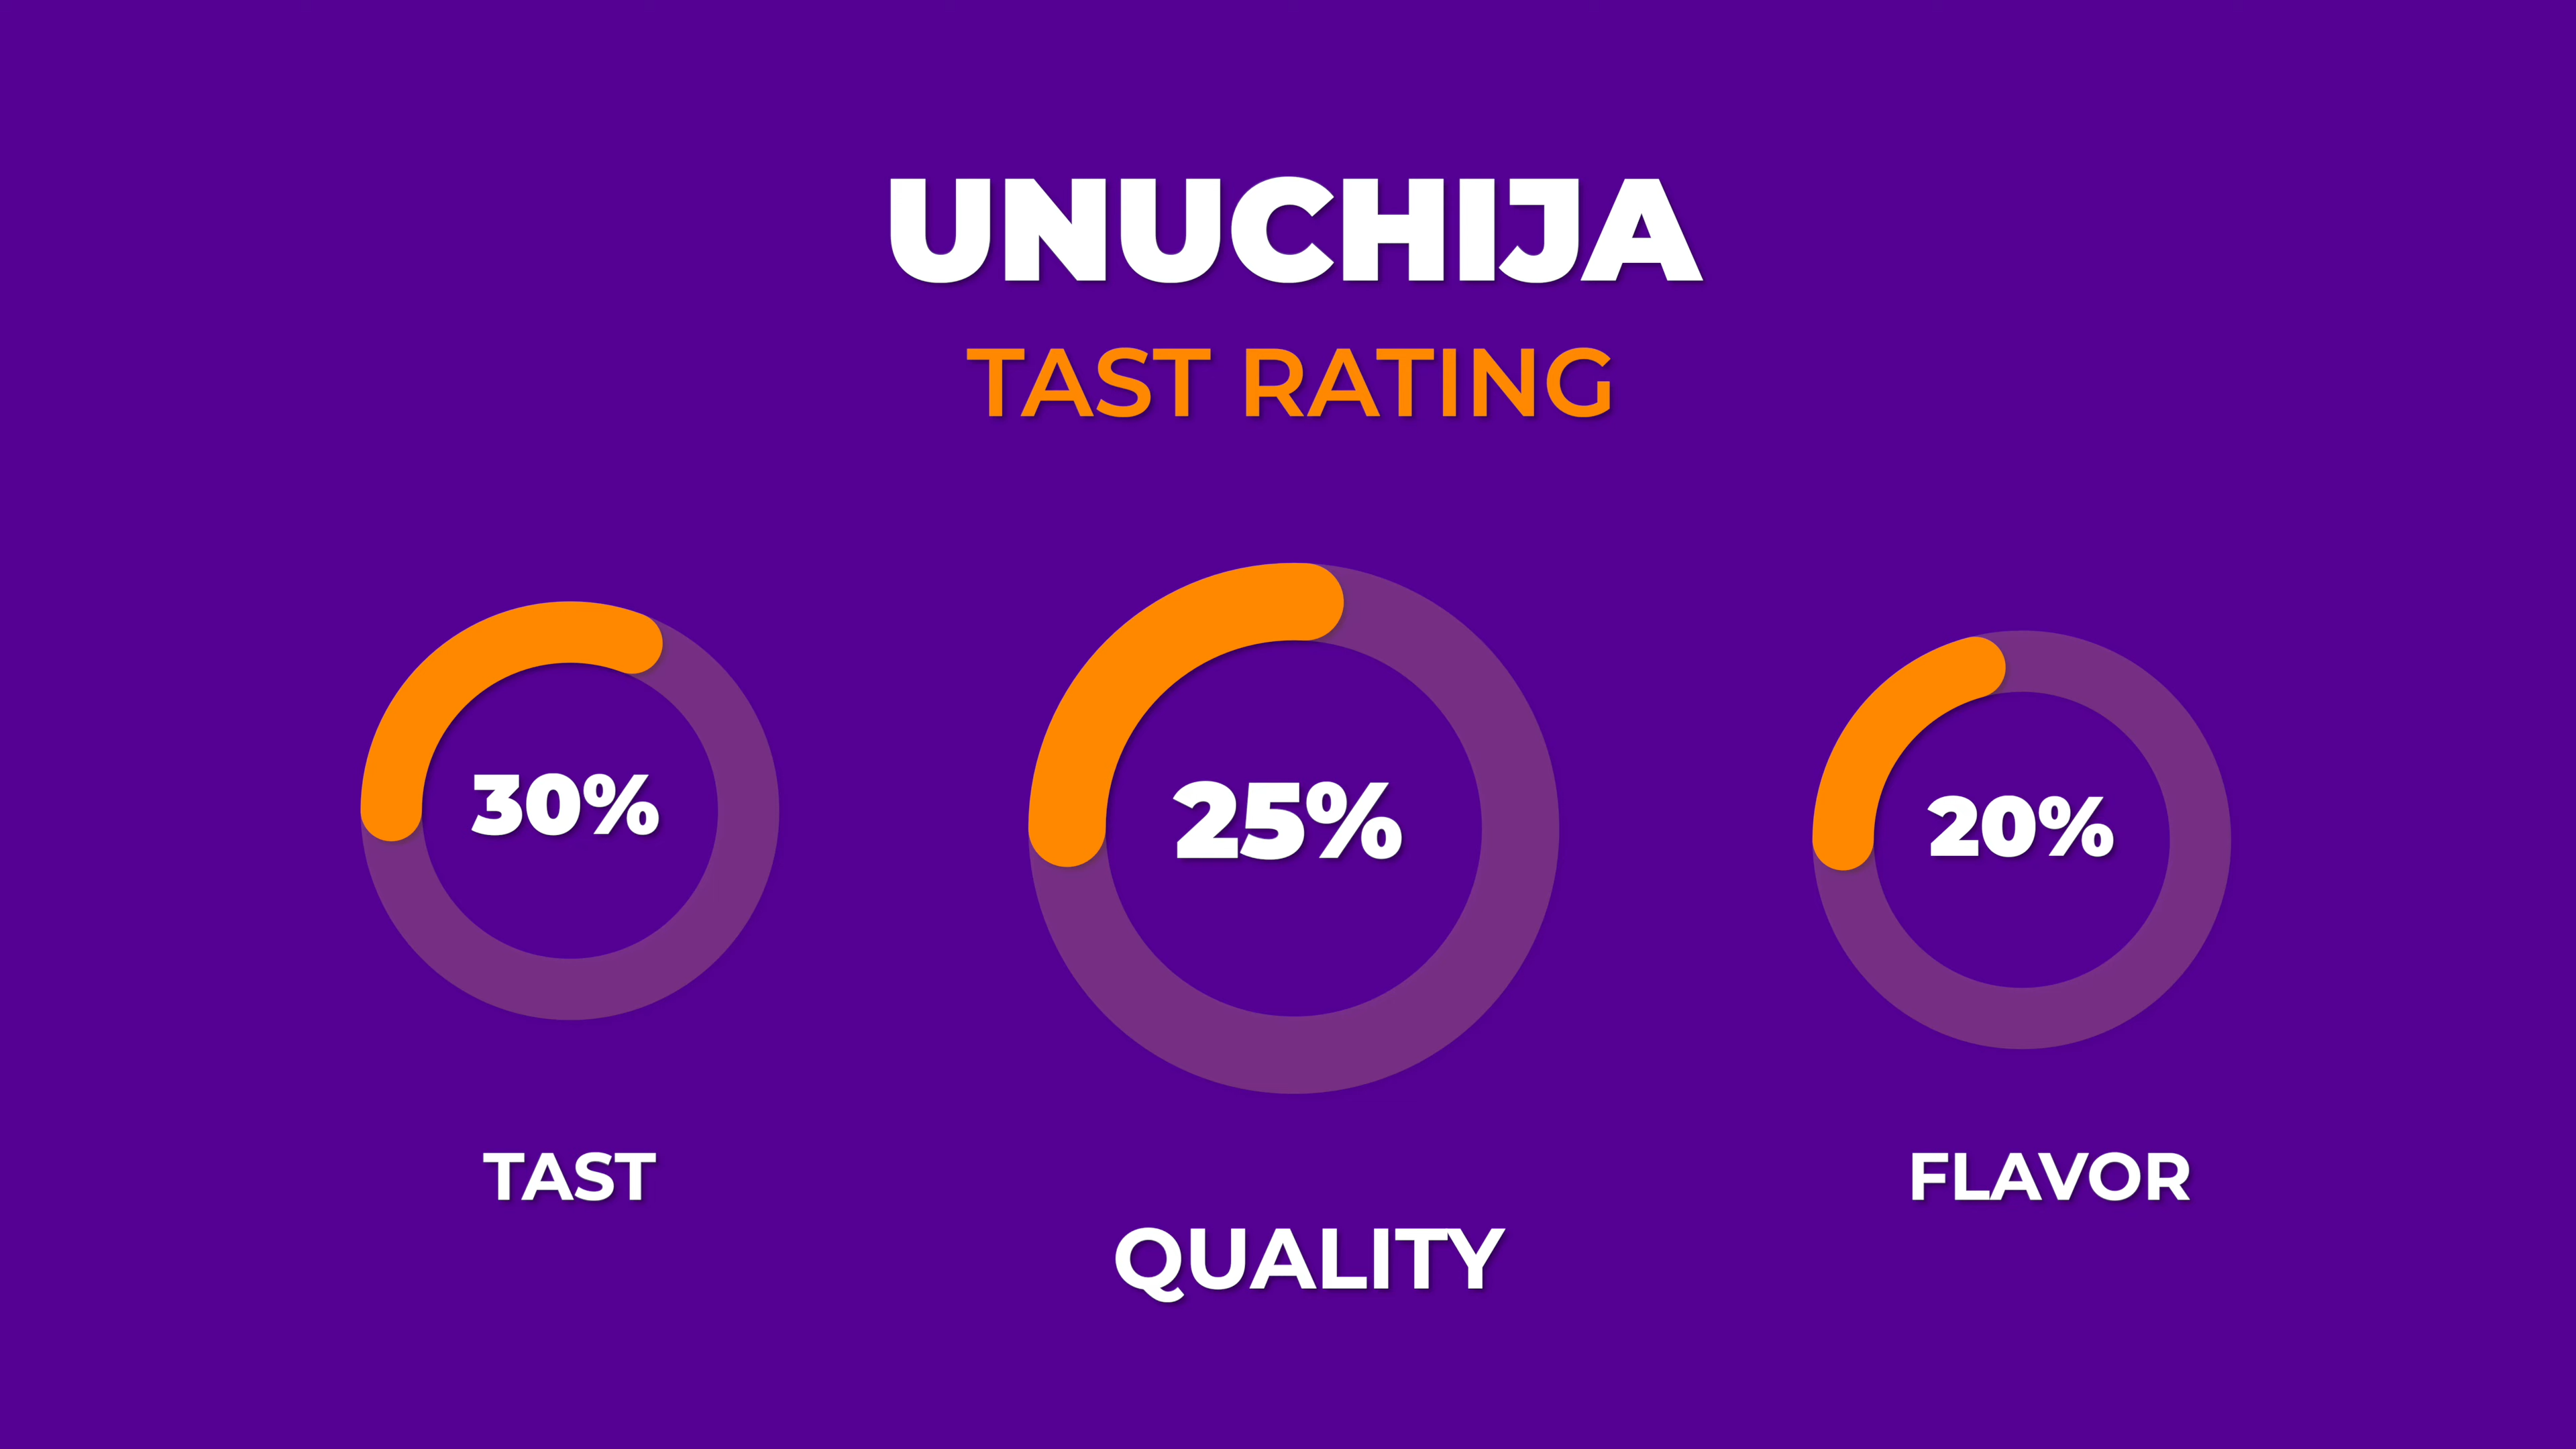 UNUCHIJA
TAST RATING
30%
25%
20%
TAST
QUALITY
FLAVOR